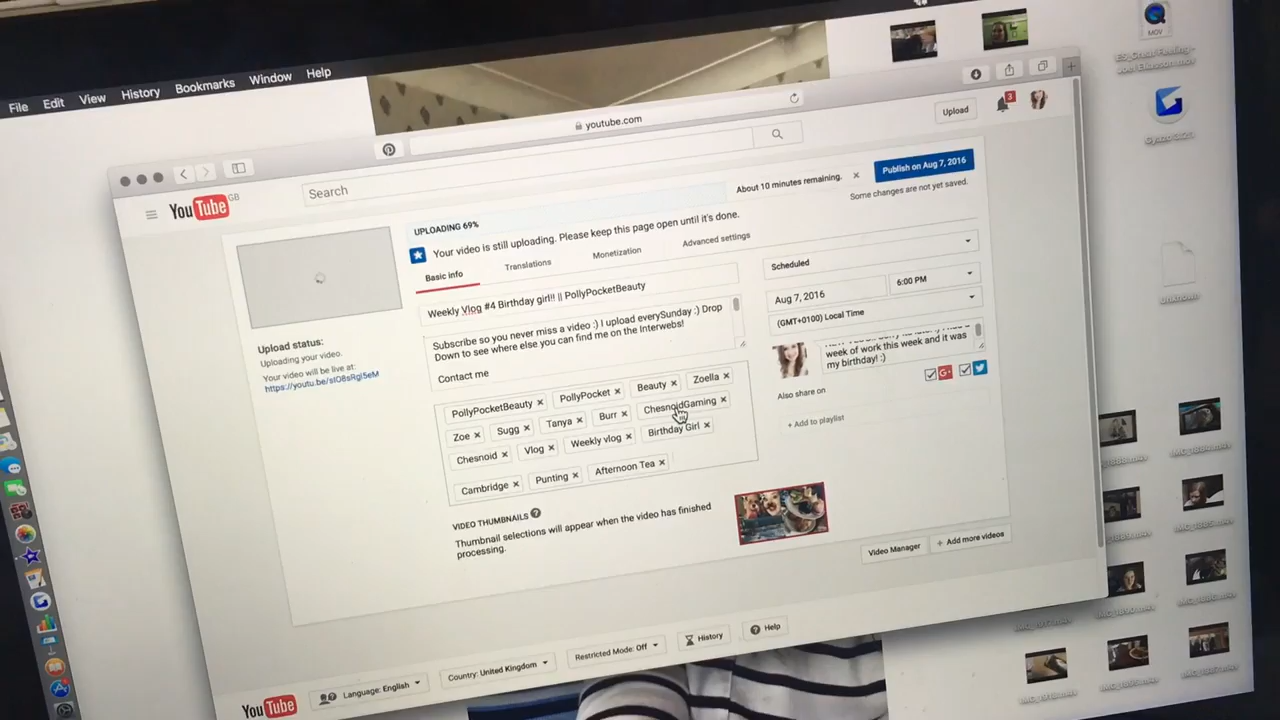 File Edit View History Bookmarks Window Help
youtube.com
YouTube GB
Search
Upload
3
UPLOADING 69%
About 10 minutes remaining.
Publish on Aug 7, 2016
Some changes are not yet saved.
Your video is still uploading. Please keep this page open until it's done.
Basic info Translations Monetization Advanced settings
Weekly Vlog #4 Birthday girl!! || PollyPocketBeauty
Subscribe so you never miss a video :) I upload everySunday :) Drop
Down to see where else you can find me on the Interwebs!
Contact me
Upload status:
Uploading your video.
Your video will be live at:
PollyPocketBeauty PollyPocket Beauty Zoella
Zoe Sugg Tanya Burr ChesnoidGaming
Chesnoid Vlog Weekly vlog Birthday Girl
Cambridge Punting Afternoon Tea
VIDEO THUMBNAILS
Thumbnail selections will appear when the video has finished
processing.
Scheduled
Aug 7, 2016 6:00 PM
(GMT+0100) Local Time
week of work this week and it was
my birthday! :)
Also share on
+ Add to playlist
Video Manager + Add more videos
YouTube Language: English Country: United Kingdom Restricted Mode: Off History Help
MOV
unknown